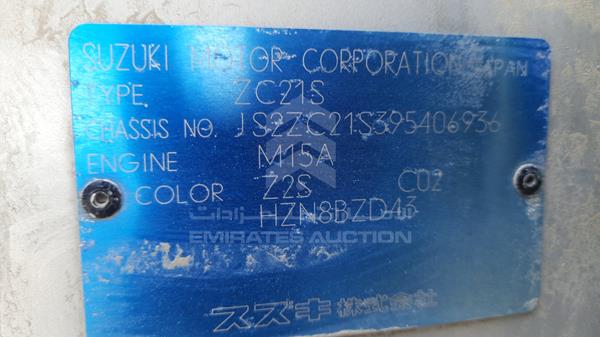 SUZUKI MOTOR CORPORATION JAPAN
TYPE. ZC21S
CHASSIS NO. JS2ZC21S395406936
ENGINE M15A
COLOR Z2S C02
HZN8BZD43
EMIRATES AUCTION
スズキ株式会社